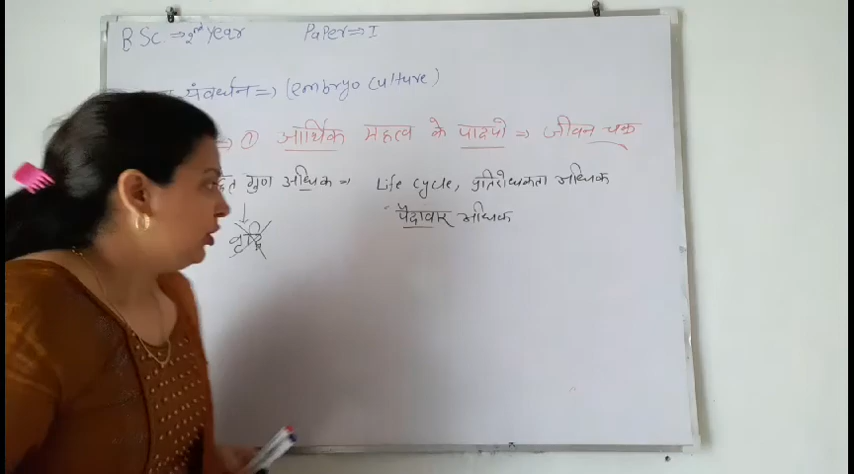 B.Sc. ⇒ 2nd Year Paper ⇒ I
संवर्धन ⇒ (embryo culture)
⇒ ① आर्थिक महत्व के पादपो ⇒ जीवन चक्र
गुण अधिक ⇒ Life Cycle, प्रतिरोधकता अधिक
पैदावार अधिक